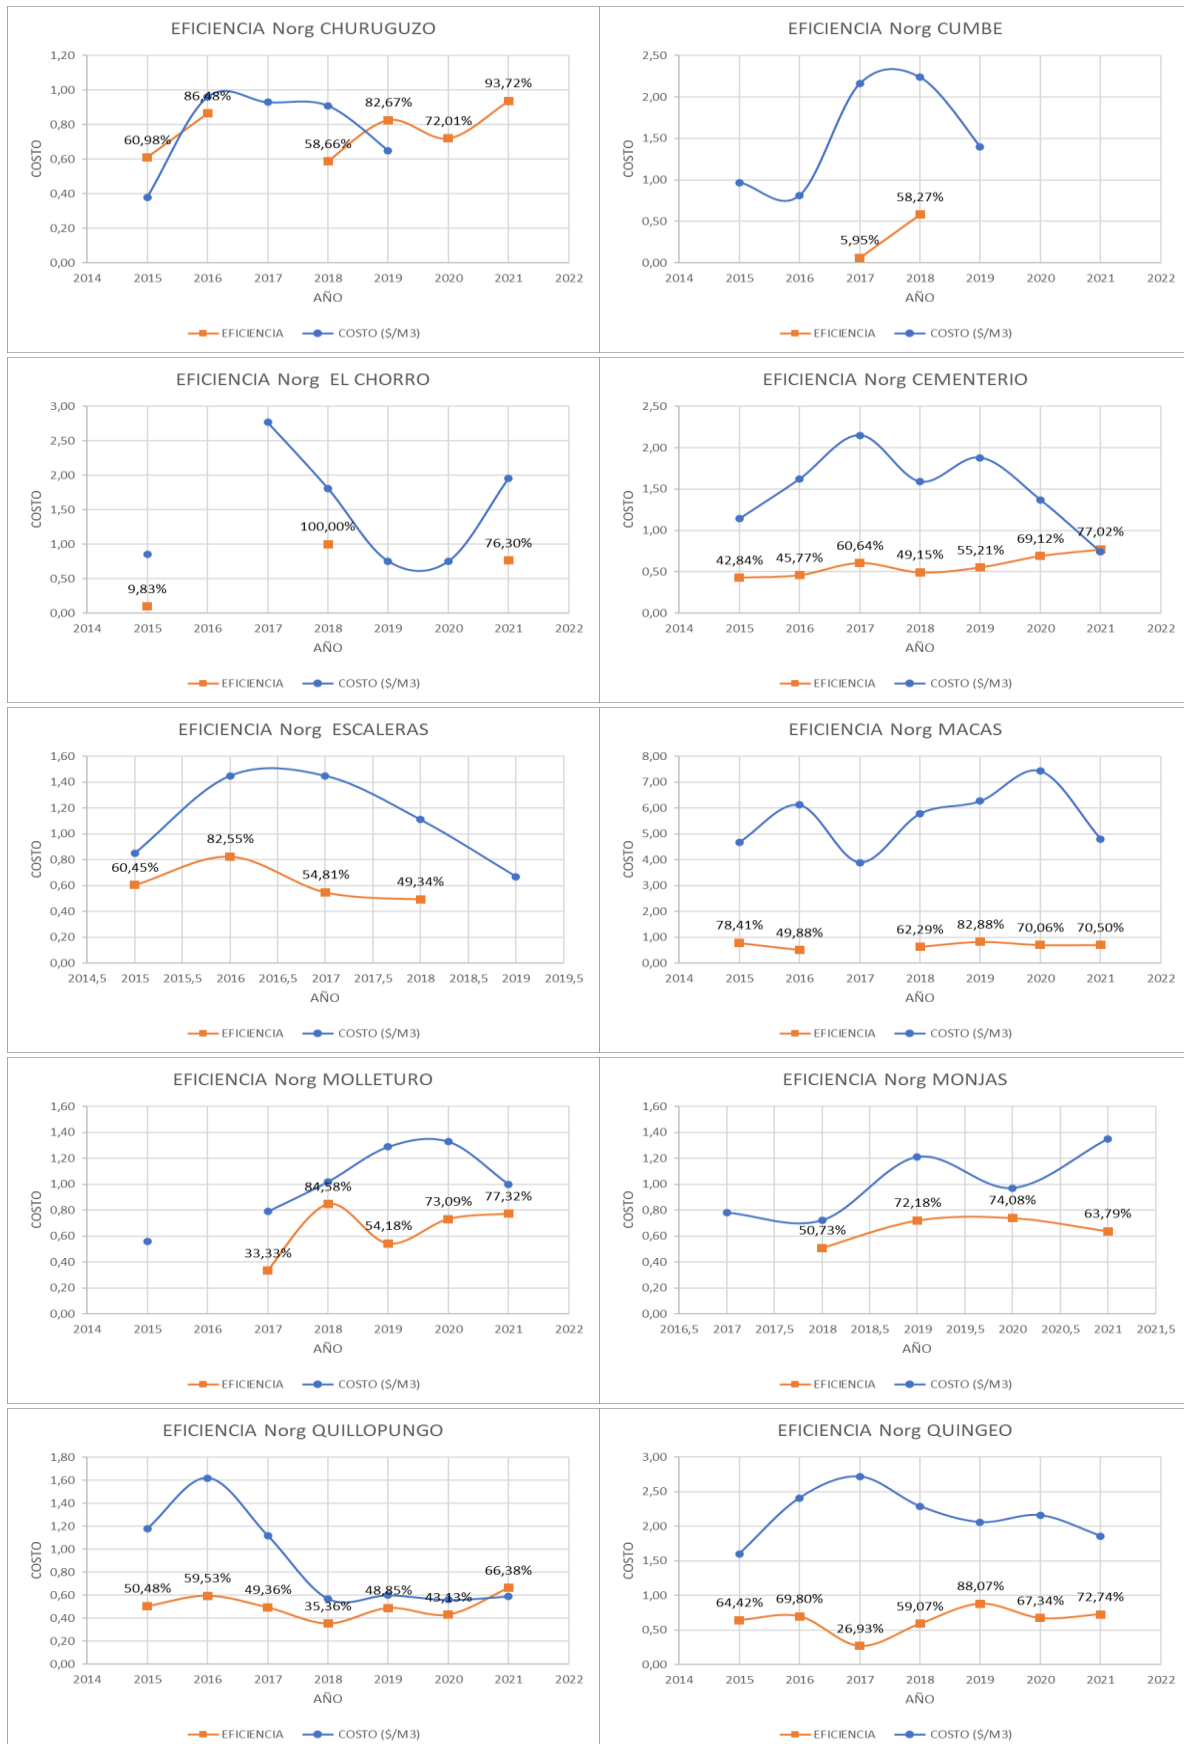 EFICIENCIA Norg CHURUGUZO
1,20
1,00
0,80
0,60
0,40
0,20
0,00
COSTO
60,98%
86,48%
58,66%
82,67%
72,01%
93,72%
2014 2015 2016 2017 2018 2019 2020 2021 2022
AÑO
EFICIENCIA COSTO ($/M3)
EFICIENCIA Norg CUMBE
2,50
2,00
1,50
1,00
0,50
0,00
COSTO
5,95%
58,27%
2014 2015 2016 2017 2018 2019 2020 2021 2022
AÑO
EFICIENCIA COSTO ($/M3)
EFICIENCIA Norg EL CHORRO
3,00
2,50
2,00
1,50
1,00
0,50
0,00
COSTO
9,83%
100,00%
76,30%
2014 2015 2016 2017 2018 2019 2020 2021 2022
AÑO
EFICIENCIA COSTO ($/M3)
EFICIENCIA Norg CEMENTERIO
2,50
2,00
1,50
1,00
0,50
0,00
COSTO
42,84%
45,77%
60,64%
49,15%
55,21%
69,12%
77,02%
2014 2015 2016 2017 2018 2019 2020 2021 2022
AÑO
EFICIENCIA COSTO ($/M3)
EFICIENCIA Norg ESCALERAS
1,60
1,40
1,20
1,00
0,80
0,60
0,40
0,20
0,00
COSTO
60,45%
82,55%
54,81%
49,34%
2014,5 2015 2015,5 2016 2016,5 2017 2017,5 2018 2018,5 2019 2019,5
AÑO
EFICIENCIA COSTO ($/M3)
EFICIENCIA Norg MACAS
8,00
7,00
6,00
5,00
4,00
3,00
2,00
1,00
0,00
COSTO
78,41%
49,88%
62,29%
82,88%
70,06%
70,50%
2014 2015 2016 2017 2018 2019 2020 2021 2022
AÑO
EFICIENCIA COSTO ($/M3)
EFICIENCIA Norg MOLLETURO
1,60
1,40
1,20
1,00
0,80
0,60
0,40
0,20
0,00
COSTO
33,33%
84,58%
54,18%
73,09%
77,32%
2014 2015 2016 2017 2018 2019 2020 2021 2022
AÑO
EFICIENCIA COSTO ($/M3)
EFICIENCIA Norg MONJAS
1,60
1,40
1,20
1,00
0,80
0,60
0,40
0,20
0,00
COSTO
50,73%
72,18%
74,08%
63,79%
2016,5 2017 2017,5 2018 2018,5 2019 2019,5 2020 2020,5 2021 2021,5
AÑO
EFICIENCIA COSTO ($/M3)
EFICIENCIA Norg QUILLOPUNGO
1,80
1,60
1,40
1,20
1,00
0,80
0,60
0,40
0,20
0,00
COSTO
50,48%
59,53%
49,36%
35,36%
48,85%
43,13%
66,38%
2014 2015 2016 2017 2018 2019 2020 2021 2022
AÑO
EFICIENCIA COSTO ($/M3)
EFICIENCIA Norg QUINGEO
3,00
2,50
2,00
1,50
1,00
0,50
0,00
COSTO
64,42%
69,80%
26,93%
59,07%
88,07%
67,34%
72,74%
2014 2015 2016 2017 2018 2019 2020 2021 2022
AÑO
EFICIENCIA COSTO ($/M3)